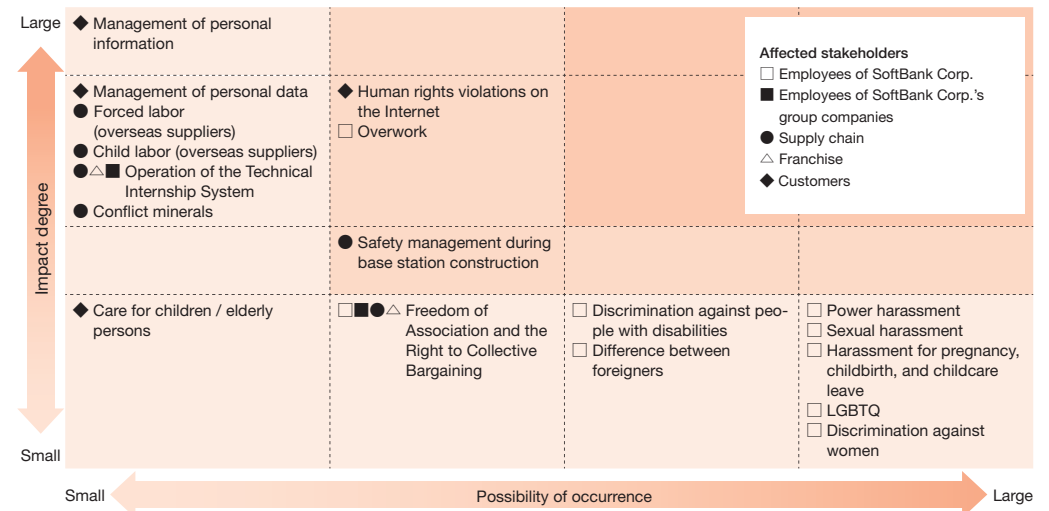 Large
◆ Management of personal
information
◆ Management of personal data
● Forced labor
(overseas suppliers)
● Child labor (overseas suppliers)
●△■ Operation of the Technical
Internship System
● Conflict minerals
◆ Human rights violations on
the Internet
□ Overwork
Affected stakeholders
□ Employees of SoftBank Corp.
■ Employees of SoftBank Corp.'s
group companies
● Supply chain
△ Franchise
◆ Customers
● Safety management during
base station construction
◆ Care for children / elderly
persons
□■●△ Freedom of
Association and the
Right to Collective
Bargaining
□ Discrimination against peo-
ple with disabilities
□ Difference between
foreigners
□ Power harassment
□ Sexual harassment
□ Harassment for pregnancy,
childbirth, and childcare
leave
□ LGBTQ
□ Discrimination against
women
Impact degree
Small
Small
Possibility of occurrence
Large